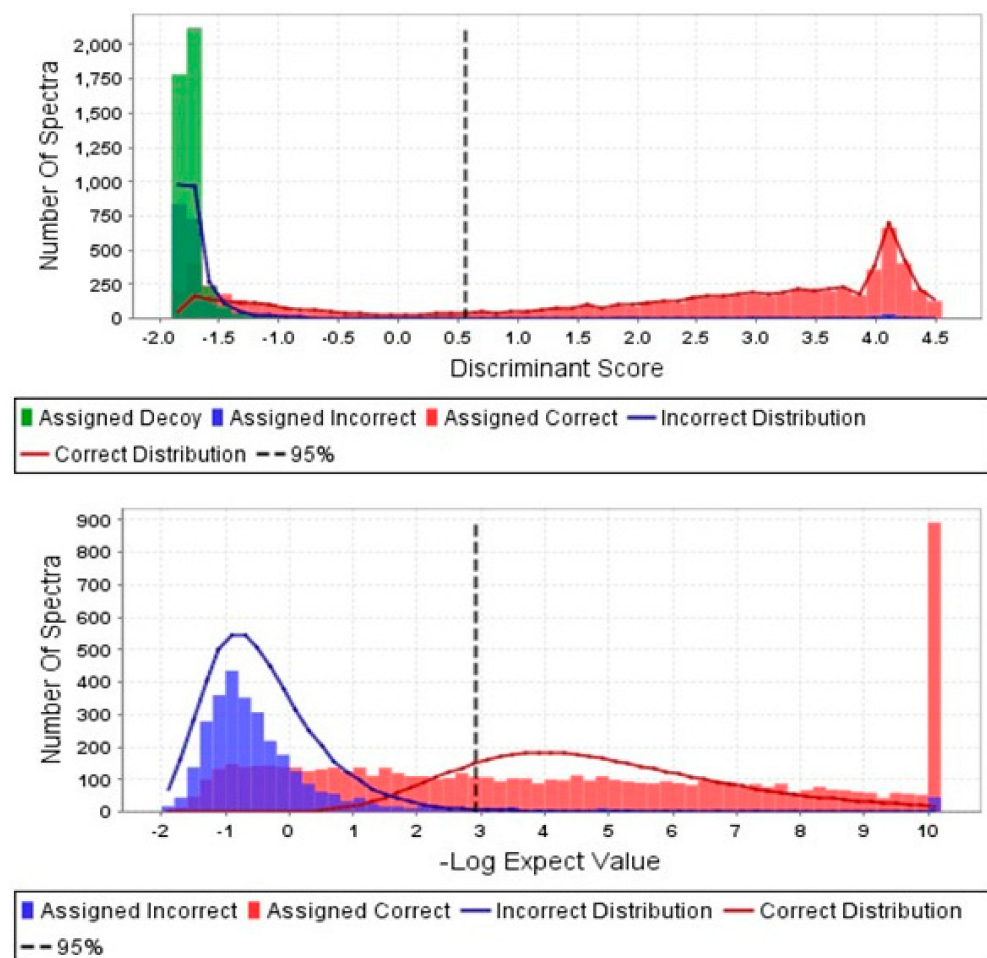 Number Of Spectra
2,000
1,750
1,500
1,250
1,000
750
500
250
0
-2.0 -1.5 -1.0 -0.5 0.0 0.5 1.0 1.5 2.0 2.5 3.0 3.5 4.0 4.5
Discriminant Score
Assigned Decoy Assigned Incorrect Assigned Correct Incorrect Distribution
Correct Distribution 95%
Number Of Spectra
900
800
700
600
500
400
300
200
100
0
-2 -1 0 1 2 3 4 5 6 7 8 9 10
-Log Expect Value
Assigned Incorrect Assigned Correct Incorrect Distribution Correct Distribution
95%